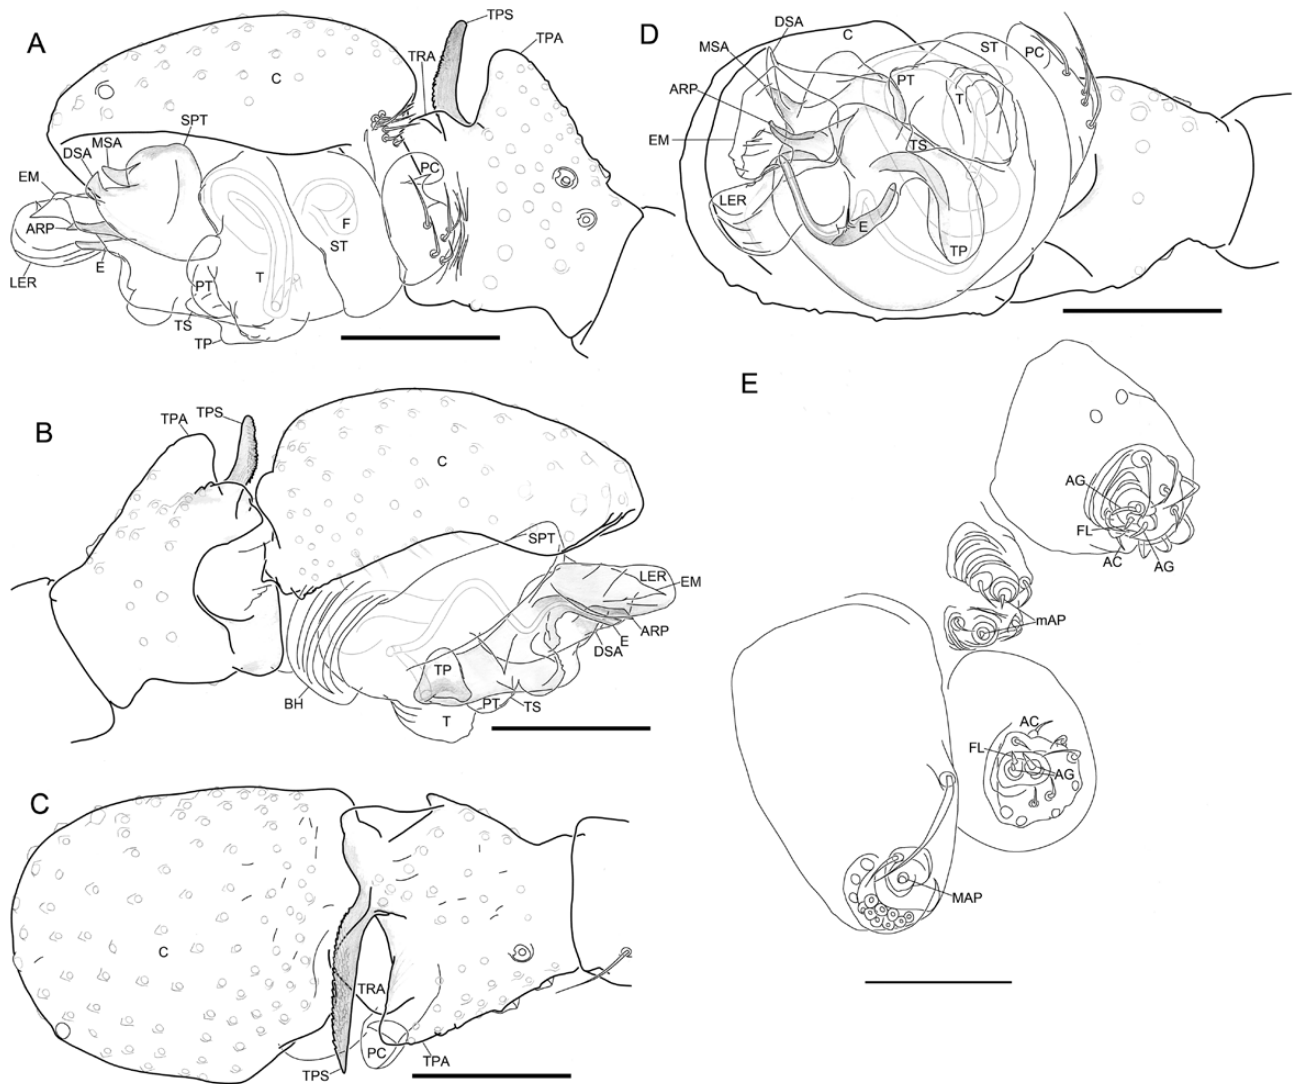 A
TPS
TPA
TRA
C
SPT
MSA
DSA
EM
ARP
LER
E
PT
TS
TP
T
F
ST
PC
D
DSA
MSA
C
ST
PC
ARP
PT
T
EM
TS
LER
E
TP
B
TPA
TPS
C
SPT
LER
EM
ARP
E
DSA
TP
BH
T
PT
TS
C
C
TRA
PC
TPS
TPA
E
AG
FL
AC
AG
mAP
AC
FL
AG
MAP